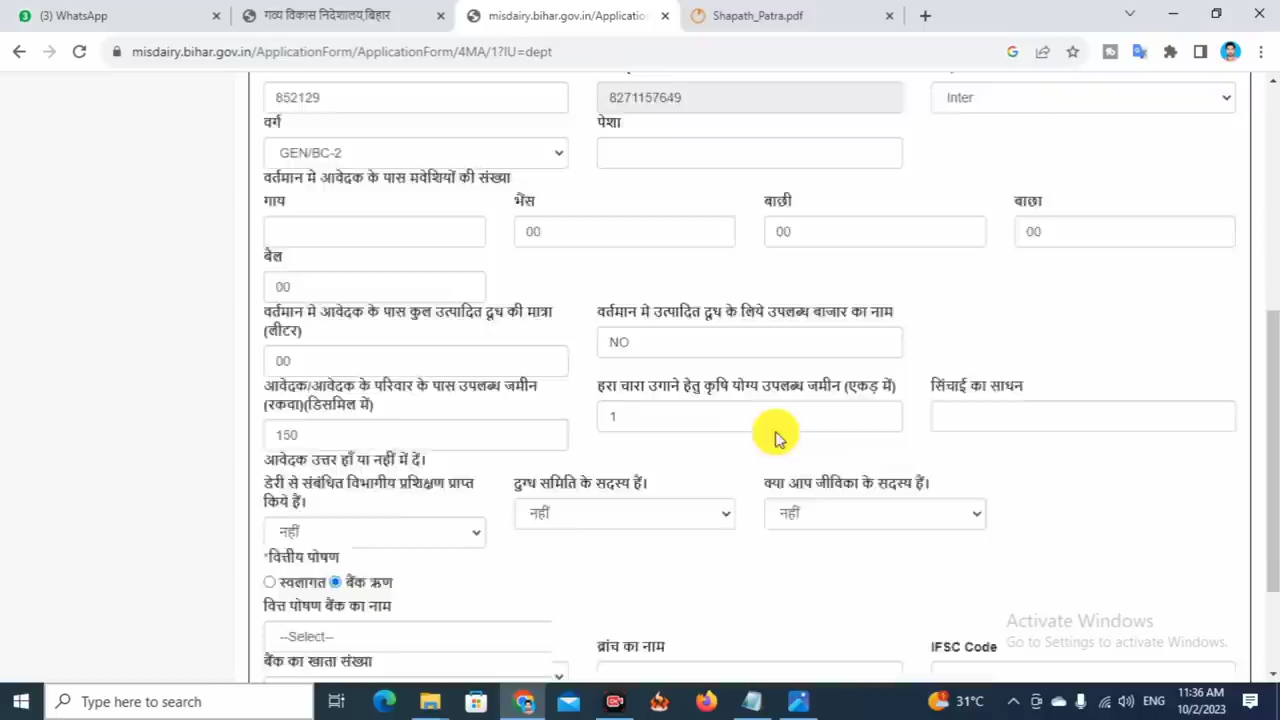 (3) WhatsApp
गव्य विकास निदेशालय,बिहार
misdairy.bihar.gov.in/Application
Shapath_Patra.pdf
misdairy.bihar.gov.in/ApplicationForm/ApplicationForm/4MA/1?IU=dept
852129
8271157649
Inter
वर्ग
पेशा
GEN/BC-2
वर्तमान मे आवेदक के पास मवेशियों की संख्या
गाय
भैंस
बाछी
बाछा
00
00
00
बैल
00
वर्तमान मे आवेदक के पास कुल उत्पादित दूध की मात्रा
(लीटर)
वर्तमान मे उत्पादित दूध के लिये उपलब्ध बाजार का नाम
00
NO
आवेदक/आवेदक के परिवार के पास उपलब्ध जमीन
(रकवा)(डिसमिल में)
हरा चारा उगाने हेतु कृषि योग्य उपलब्ध जमीन (एकड़ में)
सिंचाई का साधन
150
1
आवेदक उत्तर हाँ या नहीं में दें।
डेरी से संबंधित विभागीय प्रशिक्षण प्राप्त
किये हैं।
दुग्ध समिति के सदस्य हैं।
क्या आप जीविका के सदस्य हैं।
नहीं
नहीं
नहीं
*वित्तीय पोषण
स्वलागत
बैंक ऋण
वित्त पोषण बैंक का नाम
--Select--
ब्रांच का नाम
IFSC Code
बैंक का खाता संख्या
Activate Windows
Go to Settings to activate Windows.
Type here to search
31°C
ENG
11:36 AM
10/2/2023